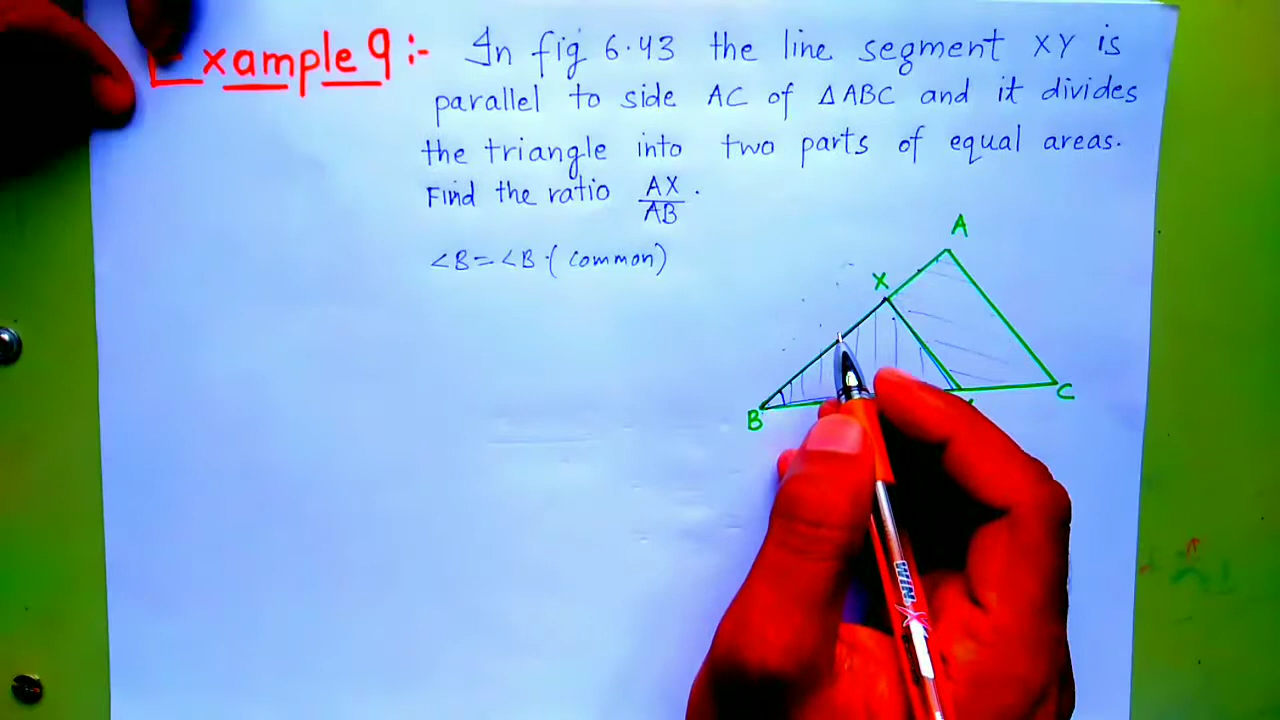 Example 9:-
In fig 6.43 the line segment XY is
parallel to side AC of ΔABC and it divides
the triangle into two parts of equal areas.
Find the ratio AX/AB.
∠B=∠B·(common)
A
X
B
C
WIN